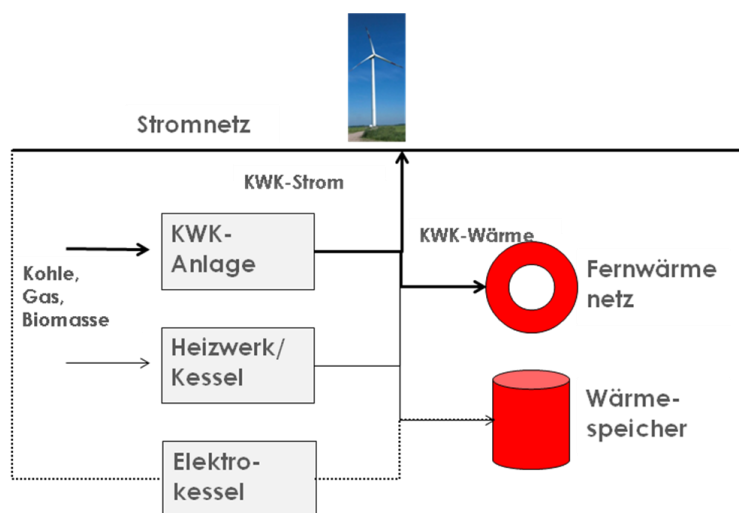 Stromnetz
KWK-Strom
KWK-
Anlage
KWK-Wärme
Kohle,
Gas,
Biomasse
Fernwärme
netz
Heizwerk/
Kessel
Wärme-
speicher
Elektro-
kessel